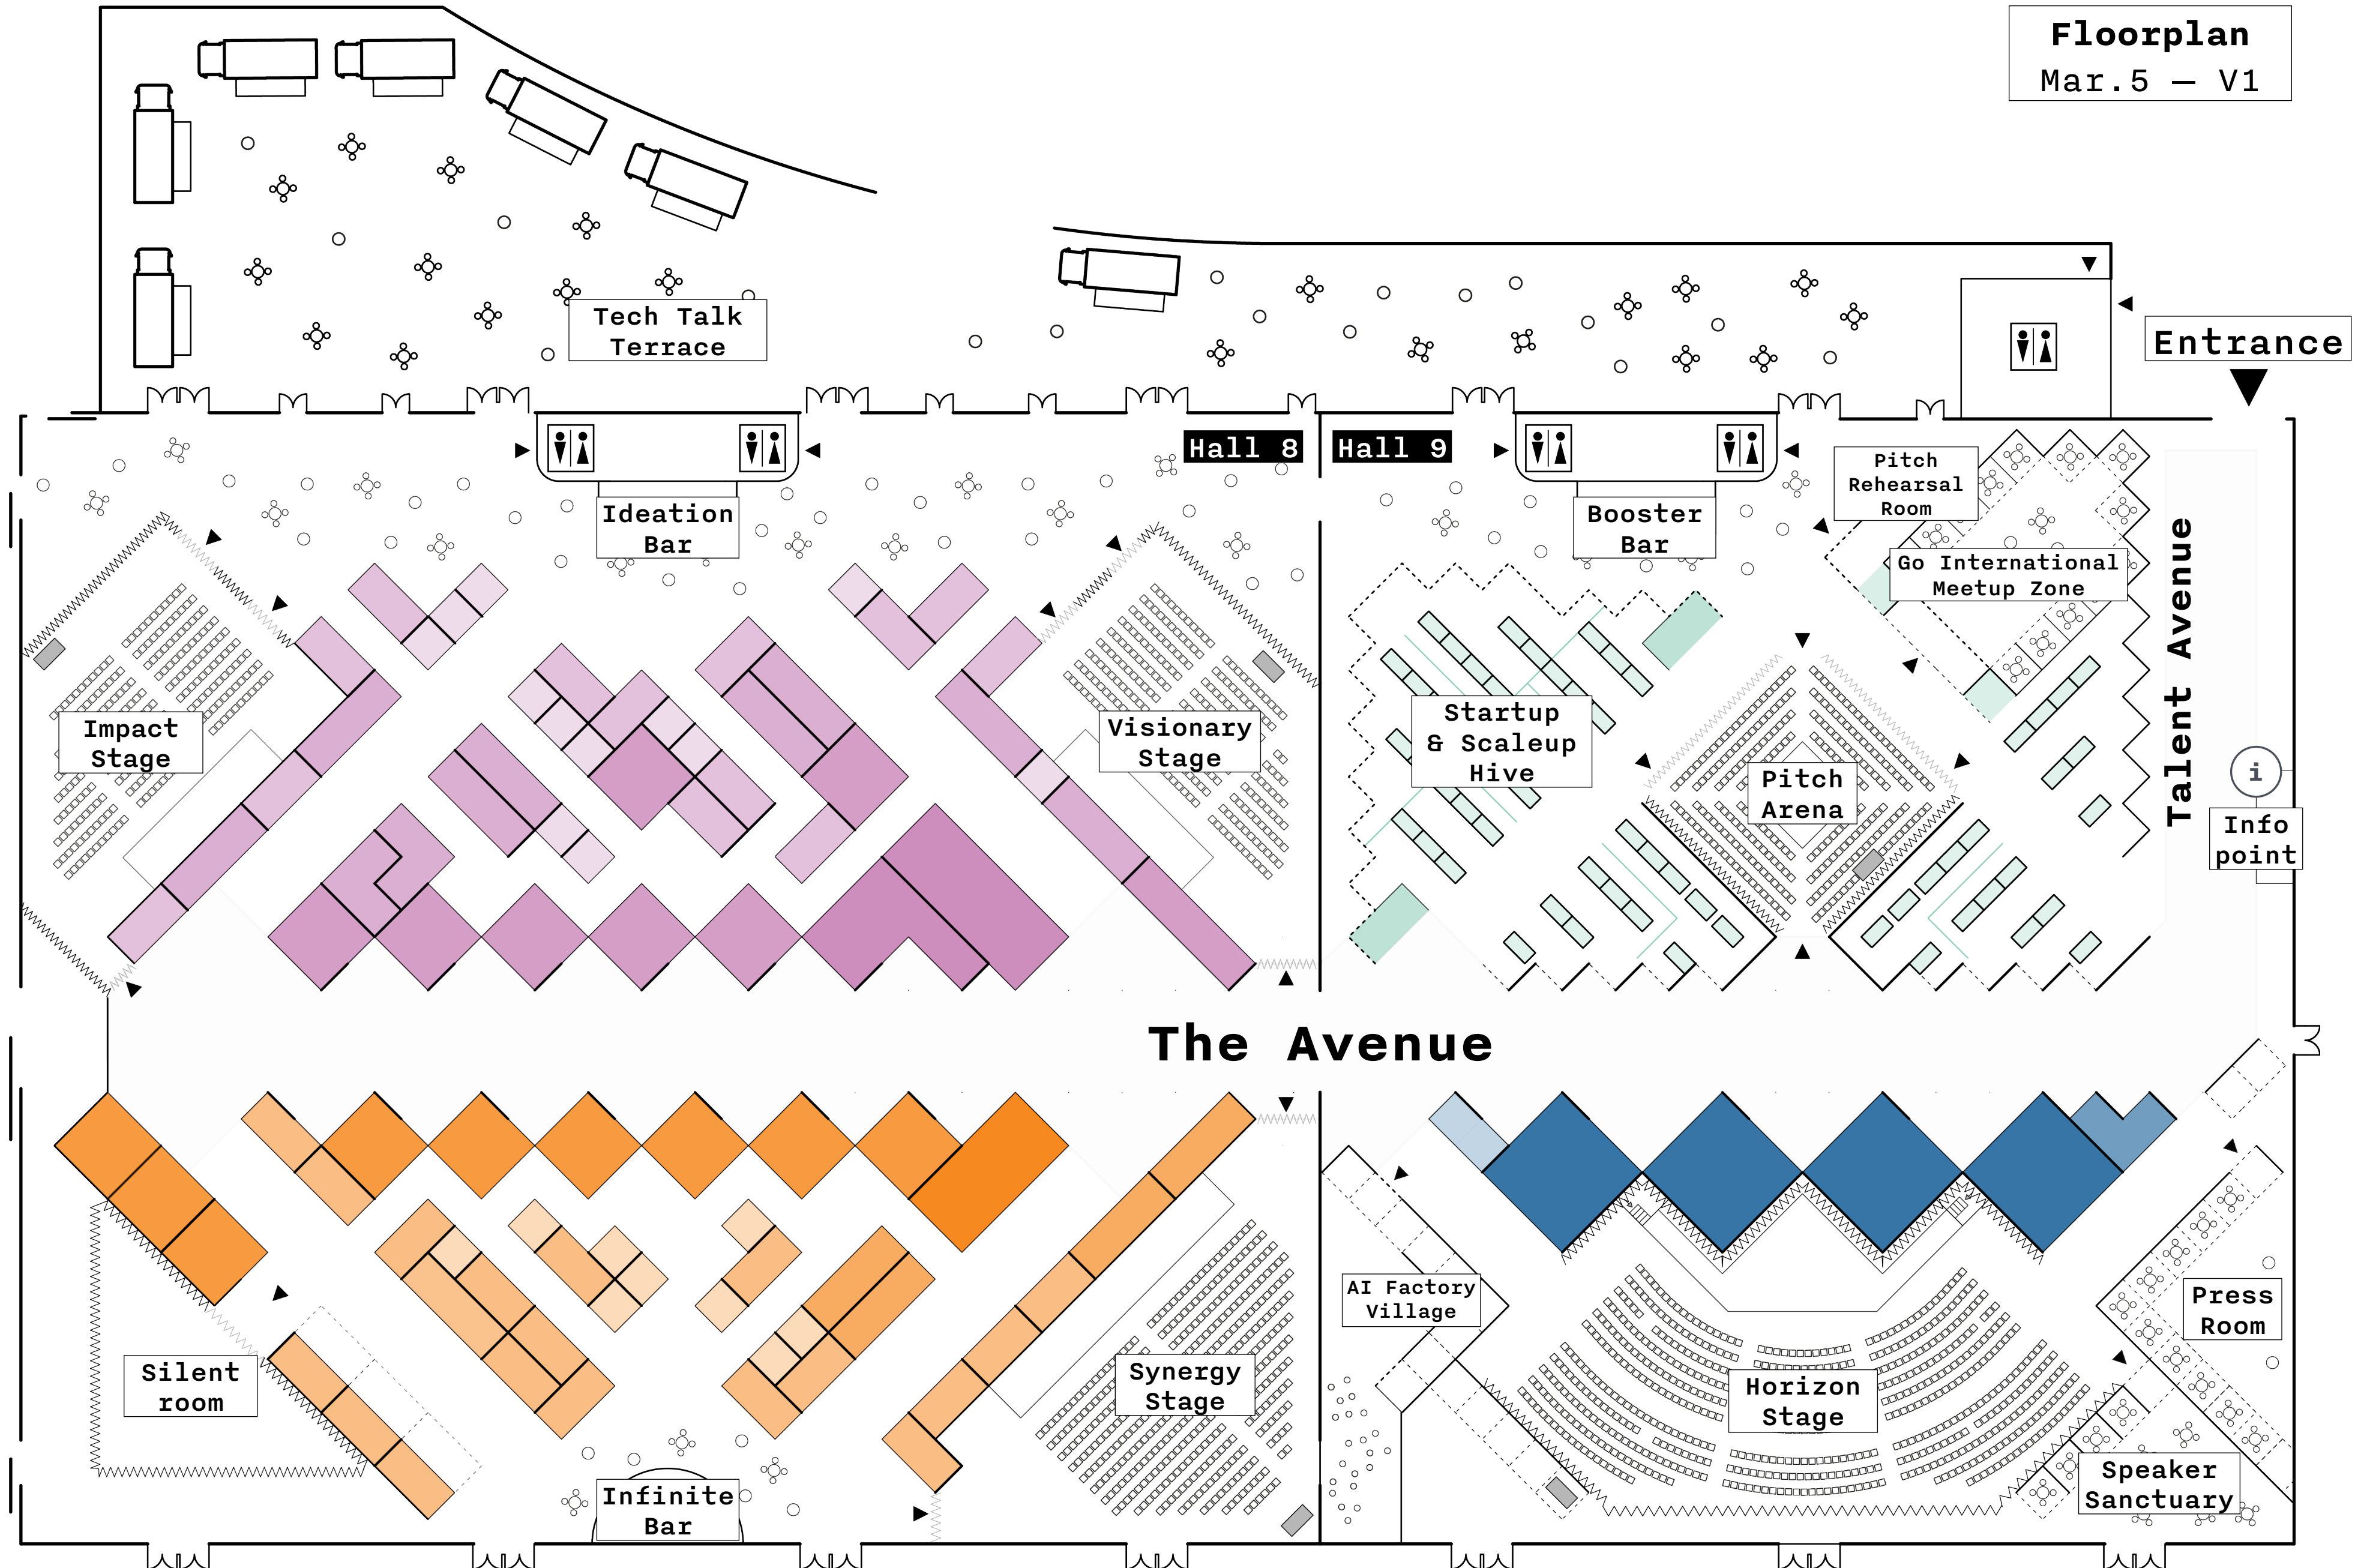 Floorplan
Mar.5 — V1
Tech Talk
Terrace
Entrance
Hall 8
Hall 9
Ideation
Bar
Booster
Bar
Pitch
Rehearsal
Room
Go International
Meetup Zone
Talent Avenue
Impact
Stage
Visionary
Stage
Startup
& Scaleup
Hive
Pitch
Arena
i
Info
point
The Avenue
AI Factory
Village
Press
Room
Silent
room
Synergy
Stage
Horizon
Stage
Infinite
Bar
Speaker
Sanctuary